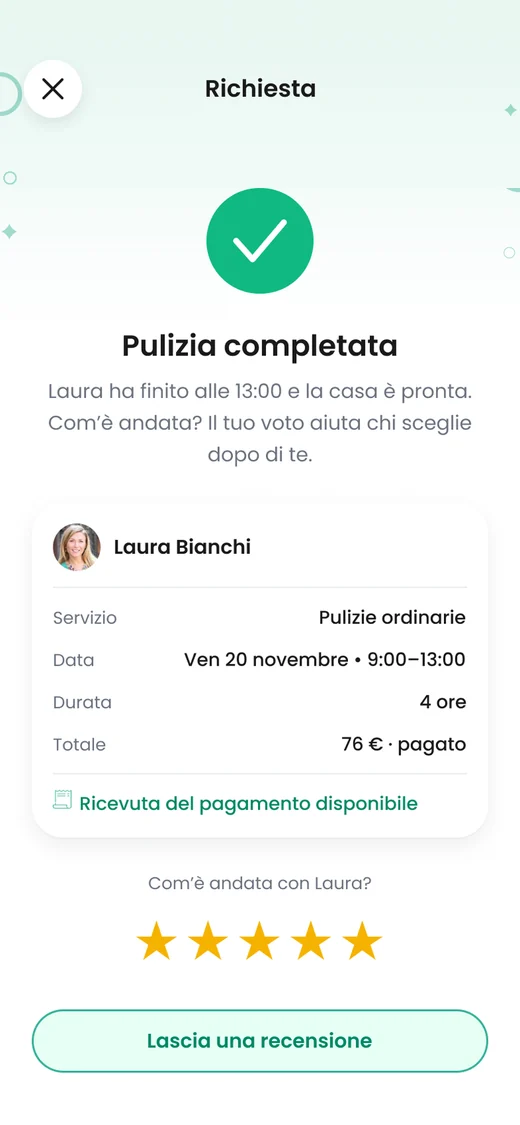 Richiesta
Pulizia completata
Laura ha finito alle 13:00 e la casa è pronta.
Com’è andata? Il tuo voto aiuta chi sceglie
dopo di te.
Laura Bianchi
Servizio Pulizie ordinarie
Data Ven 20 novembre • 9:00–13:00
Durata 4 ore
Totale 76 € · pagato
Ricevuta del pagamento disponibile
Com’è andata con Laura?
Lascia una recensione